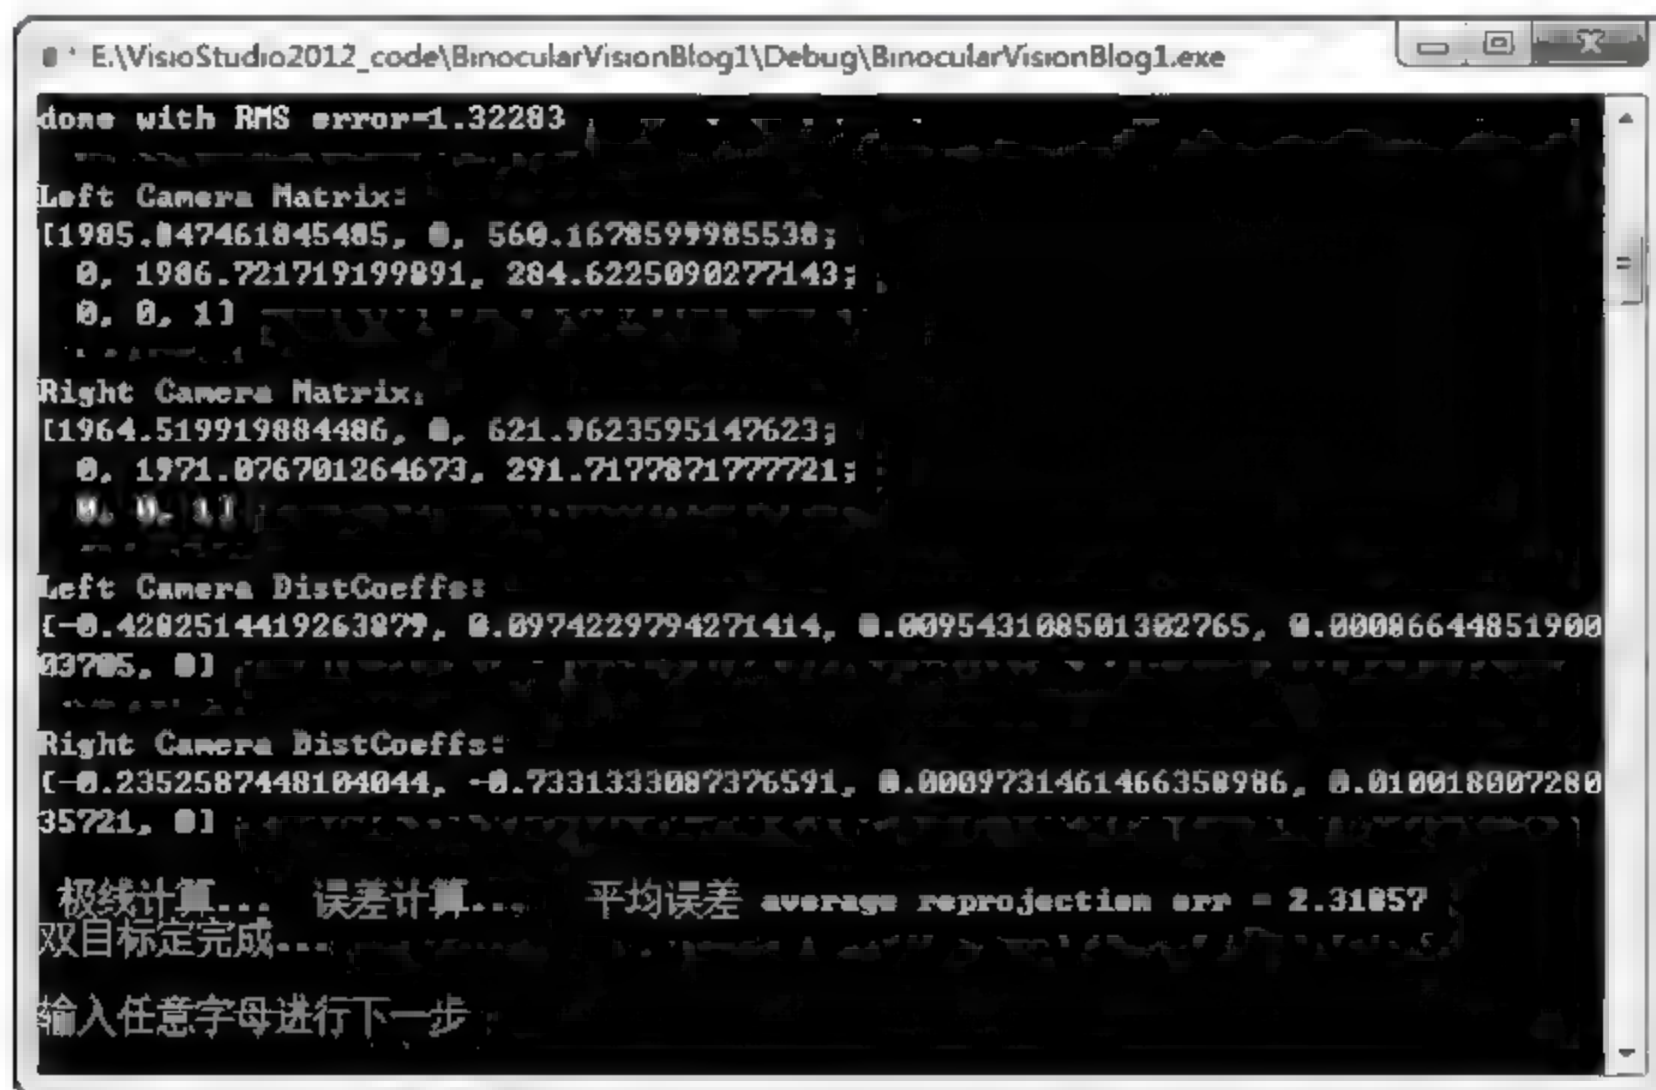 E:\VisioStudio2012_code\BinocularVisionBlog1\Debug\BinocularVisionBlog1.exe
done with RMS error=1.32283
Left Camera Matrix:
[1985.047461845485, 0, 560.1678599985538;
0, 1986.721719199891, 284.6225090277143;
0, 0, 1]
Right Camera Matrix:
[1964.519919884486, 0, 621.9623595147623;
0, 1971.076701264673, 291.7177871777721;
0, 0, 1]
Left Camera DistCoeffs:
[-0.4202514419263879, 0.0974229794271414, 0.009543108501302765, 0.00086644851900
03705, 0]
Right Camera DistCoeffs:
[-0.2352587448104044, -0.7331333087376591, 0.0009731461466358986, 0.010018007280
35721, 0]
极线计算... 误差计算... 平均误差 average reprojection err = 2.31857
双目标定完成...
输入任意字母进行下一步